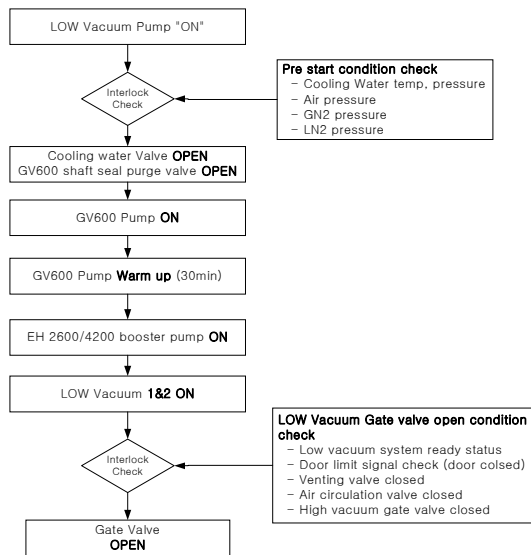 LOW Vacuum Pump "ON"
Interlock
Check
Pre start condition check
- Cooling Water temp, pressure
- Air pressure
- GN2 pressure
- LN2 pressure
Cooling water Valve OPEN
GV600 shaft seal purge valve OPEN
GV600 Pump ON
GV600 Pump Warm up (30min)
EH 2600/4200 booster pump ON
LOW Vacuum 1&2 ON
Interlock
Check
LOW Vacuum Gate valve open condition
check
- Low vacuum system ready status
- Door limit signal check (door colsed)
- Venting valve closed
- Air circulation valve closed
- High vacuum gate valve closed
Gate Valve
OPEN